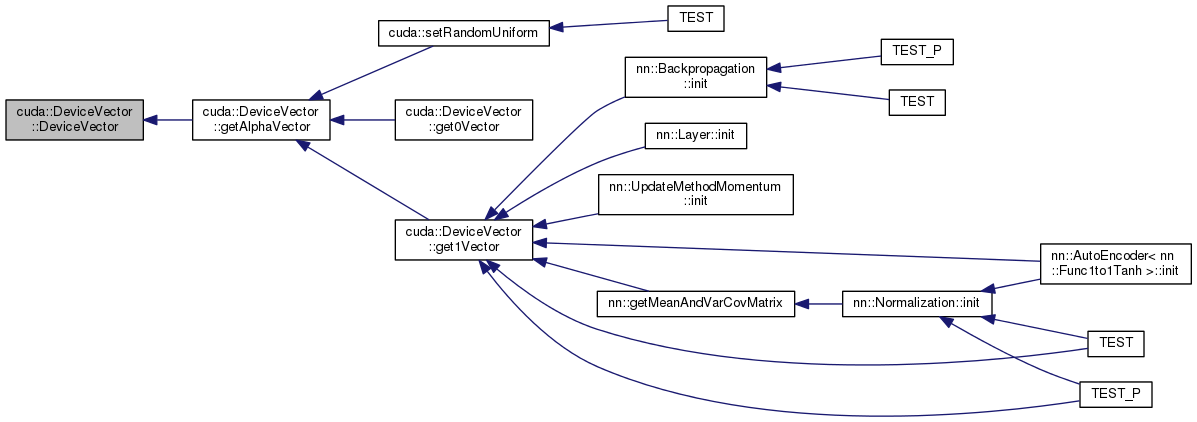 cuda::DeviceVector
::DeviceVector
cuda::DeviceVector
::getAlphaVector
cuda::setRandomUniform
TEST
cuda::DeviceVector
::get0Vector
cuda::DeviceVector
::get1Vector
nn::Backpropagation
::init
TEST_P
TEST
nn::Layer::init
nn::UpdateMethodMomentum
::init
nn::AutoEncoder< nn
::Func1to1Tanh >::init
nn::getMeanAndVarCovMatrix
nn::Normalization::init
TEST
TEST_P